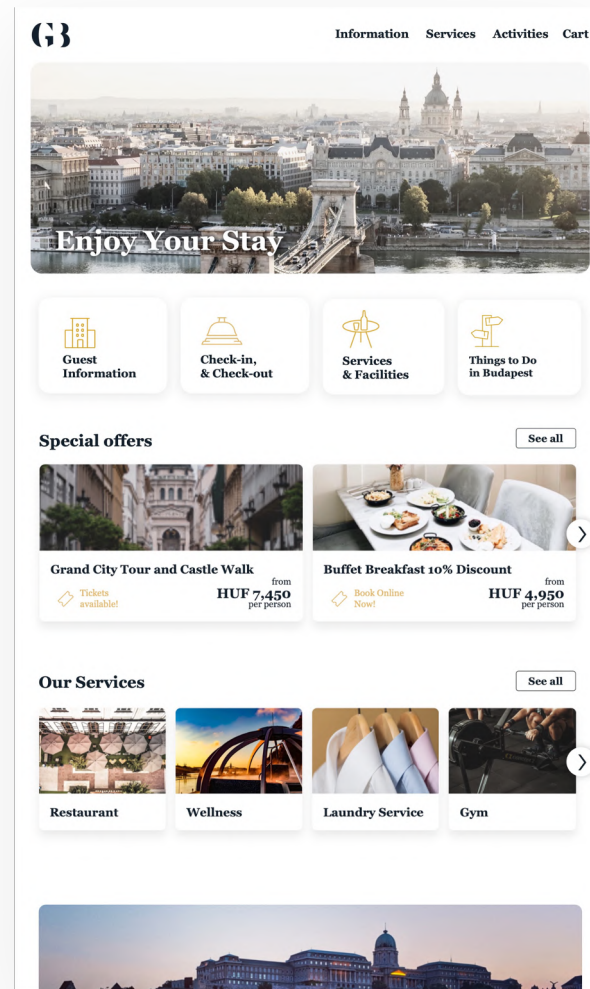 GB
Information Services Activities Cart
Enjoy Your Stay
Guest
Information
Check-in,
& Check-out
Services
& Facilities
Things to Do
in Budapest
Special offers
See all
Grand City Tour and Castle Walk
Tickets
available!
from
HUF 7,450
per person
Buffet Breakfast 10% Discount
Book Online
Now!
from
HUF 4,950
per person
Our Services
See all
Restaurant
Wellness
Laundry Service
Gym